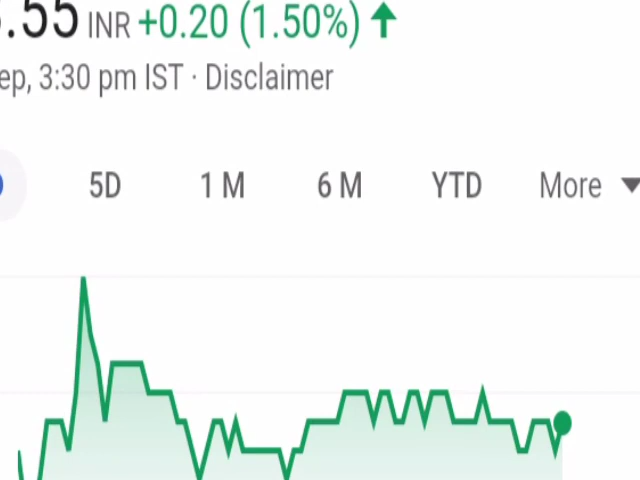 .55 INR +0.20 (1.50%) ↑
ep, 3:30 pm IST · Disclaimer
5D 1 M 6 M YTD More